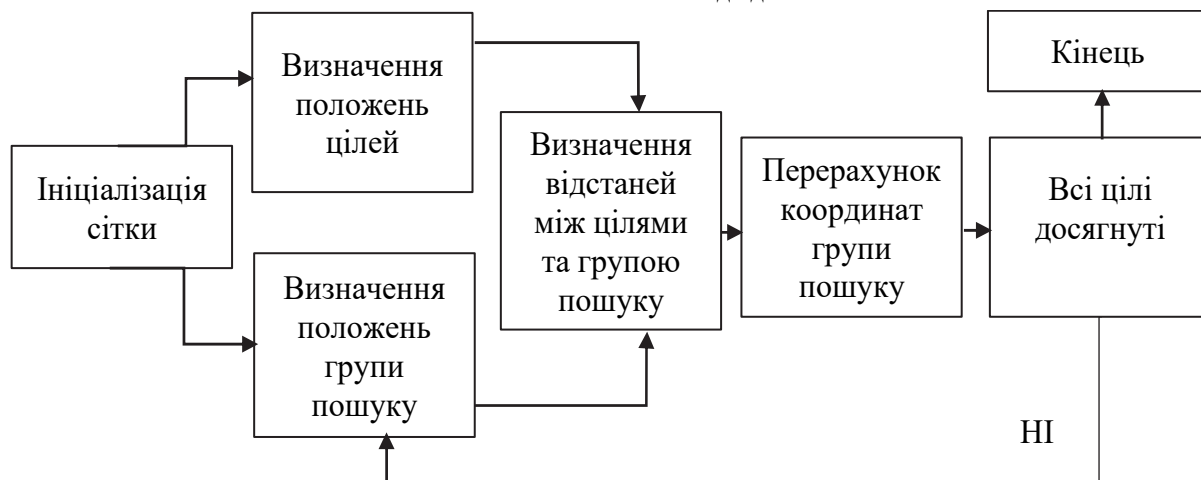 Визначення
положень
цілей
Кінець
Ініціалізація
сітки
Визначення
відстаней
між цілями
та групою
пошуку
Перерахунок
координат
групи
пошуку
Всі цілі
досягнуті
Визначення
положень
групи
пошуку
НІ